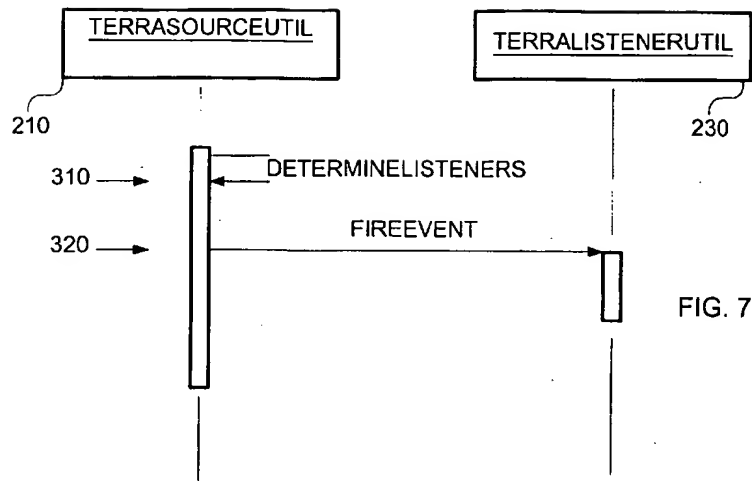 TERRASOURCEUTIL
TERRALISTENERUTIL
210
230
310
DETERMINELISTENERS
320
FIREEVENT
FIG. 7